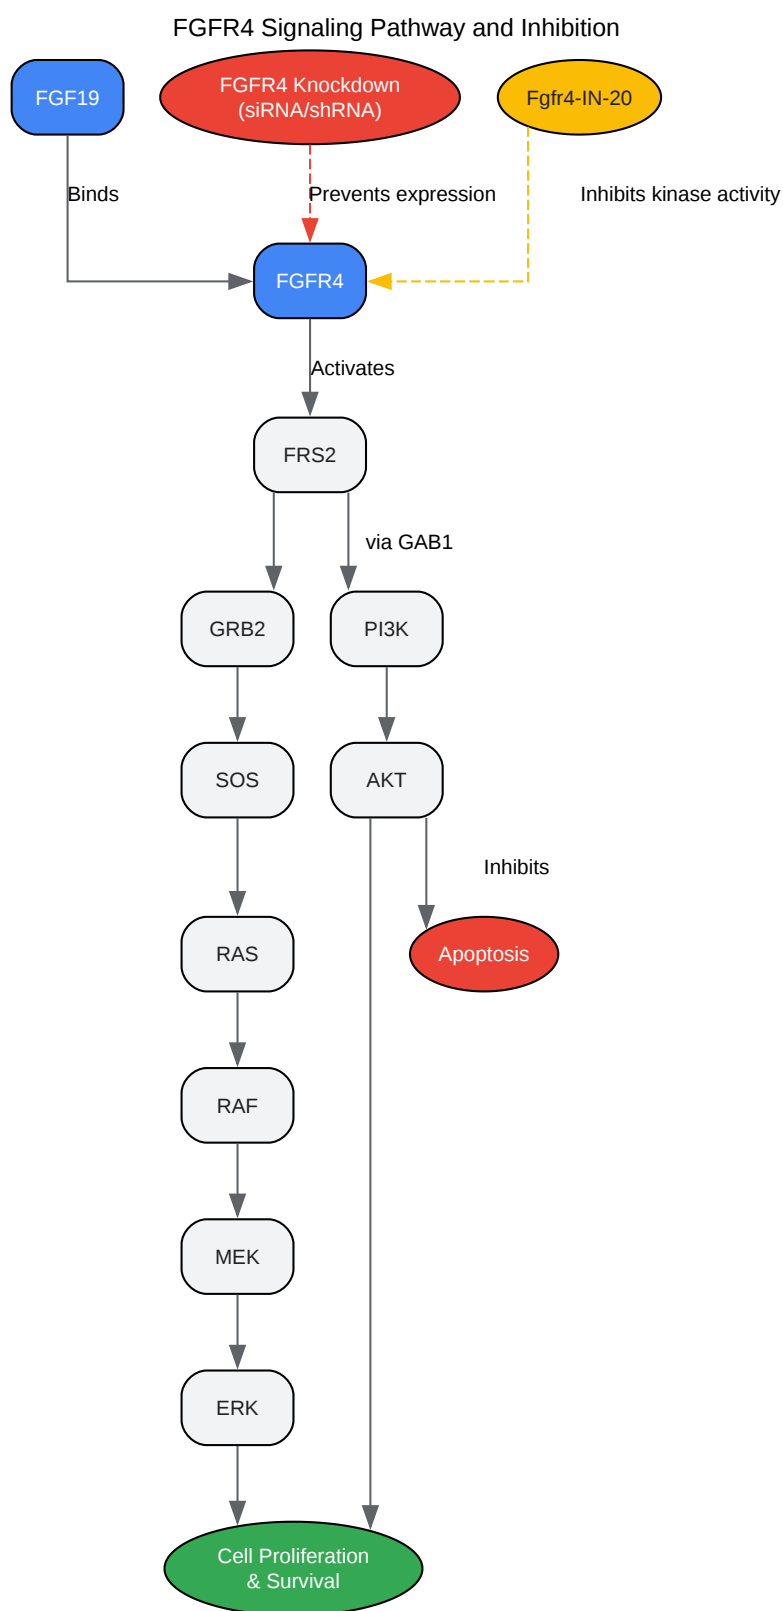 FGFR4 Signaling Pathway and Inhibition
FGF19
FGFR4 Knockdown
(siRNA/shRNA)
Fgfr4-IN-20
Binds
Prevents expression
Inhibits kinase activity
FGFR4
Activates
FRS2
via GAB1
GRB2
PI3K
SOS
AKT
Inhibits
RAS
Apoptosis
RAF
MEK
ERK
Cell Proliferation
& Survival